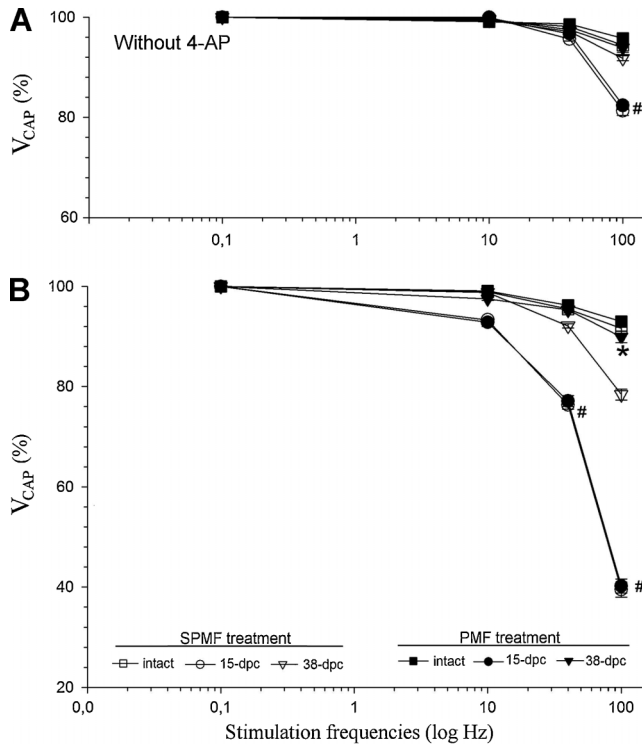 A
Without 4-AP
V_CAP (%)
100
80
60
0,1
1
10
100
#
B
V_CAP (%)
100
80
60
40
20
*
#
#
SPMF treatment
PMF treatment
intact
15-dpc
38-dpc
intact
15-dpc
38-dpc
0,0
0,1
1
10
100
Stimulation frequencies (log Hz)